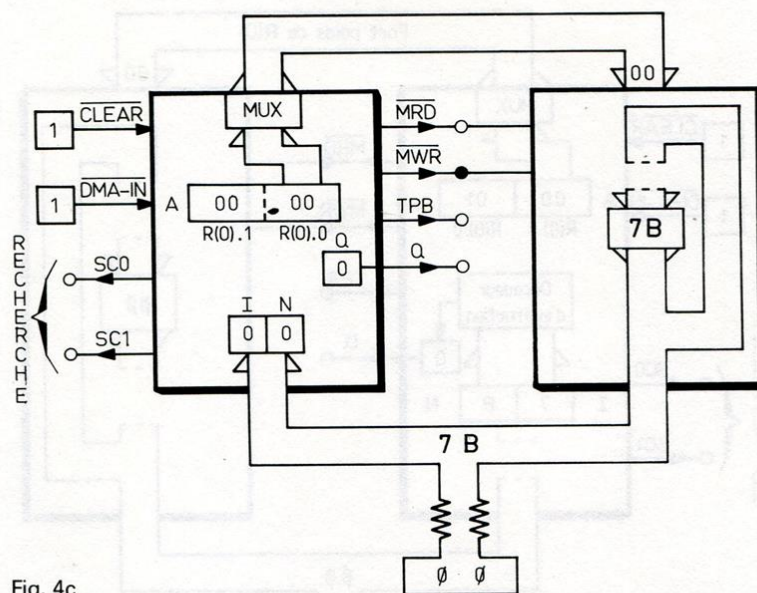 1 CLEAR
MUX
00
MRD
MWR
1 DMA-IN
A 00 00
R(0).1 R(0).0
TPB
Q
0
Q
7B
RECHERCHE
SC0
SC1
I N
0 0
7 B
Ø Ø
Fig. 4c